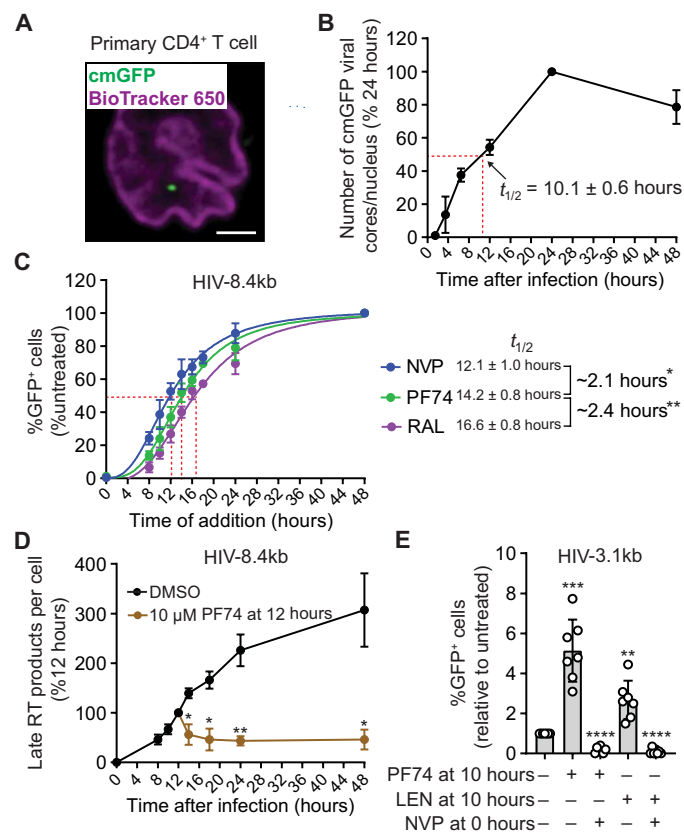 A
Primary CD4+ T cell
cmGFP
BioTracker 650
B
Number of cmGFP viral
cores/nucleus (% 24 hours)
120
100
80
60
40
20
0
t1/2 = 10.1 ± 0.6 hours
0 4 8 12 16 20 24 28 32 36 40 44 48
Time after infection (hours)
C
HIV-8.4kb
%GFP+ cells
(%untreated)
120
100
80
60
40
20
0
0 4 8 12 16 20 24 28 32 36 40 44 48
Time of addition (hours)
t1/2
NVP 12.1 ± 1.0 hours
PF74 14.2 ± 0.8 hours
RAL 16.6 ± 0.8 hours
~2.1 hours*
~2.4 hours**
D
HIV-8.4kb
Late RT products per cell
(%12 hours)
400
300
200
100
0
DMSO
10 µM PF74 at 12 hours
* * ** *
0 4 8 12 16 20 24 28 32 36 40 44 48
Time after infection (hours)
E
HIV-3.1kb
%GFP+ cells
(relative to untreated)
10
8
6
4
2
0
*** **** ** ****
PF74 at 10 hours – + + – –
LEN at 10 hours – – – + +
NVP at 0 hours – – + – +